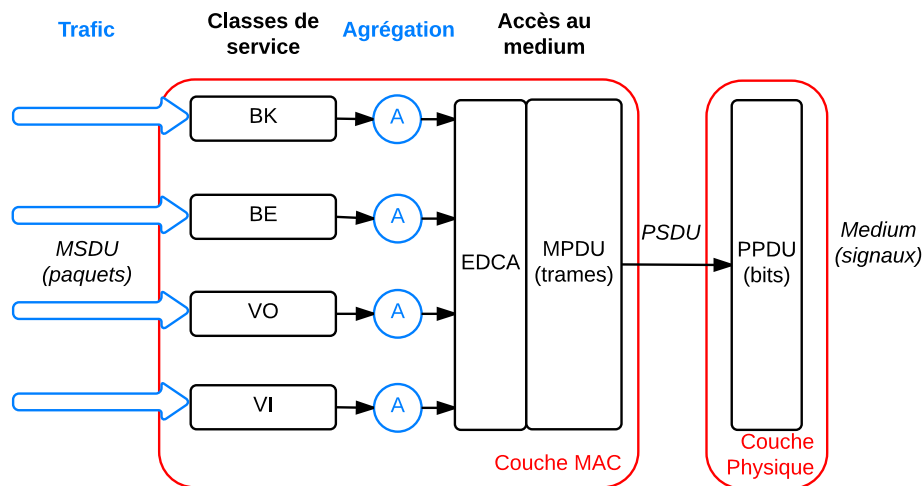 Trafic
Classes de
service
Agrégation
Accès au
medium
BK
A
BE
A
MSDU
(paquets)
EDCA
MPDU
(trames)
PSDU
PPDU
(bits)
Medium
(signaux)
VO
A
VI
A
Couche MAC
Couche
Physique